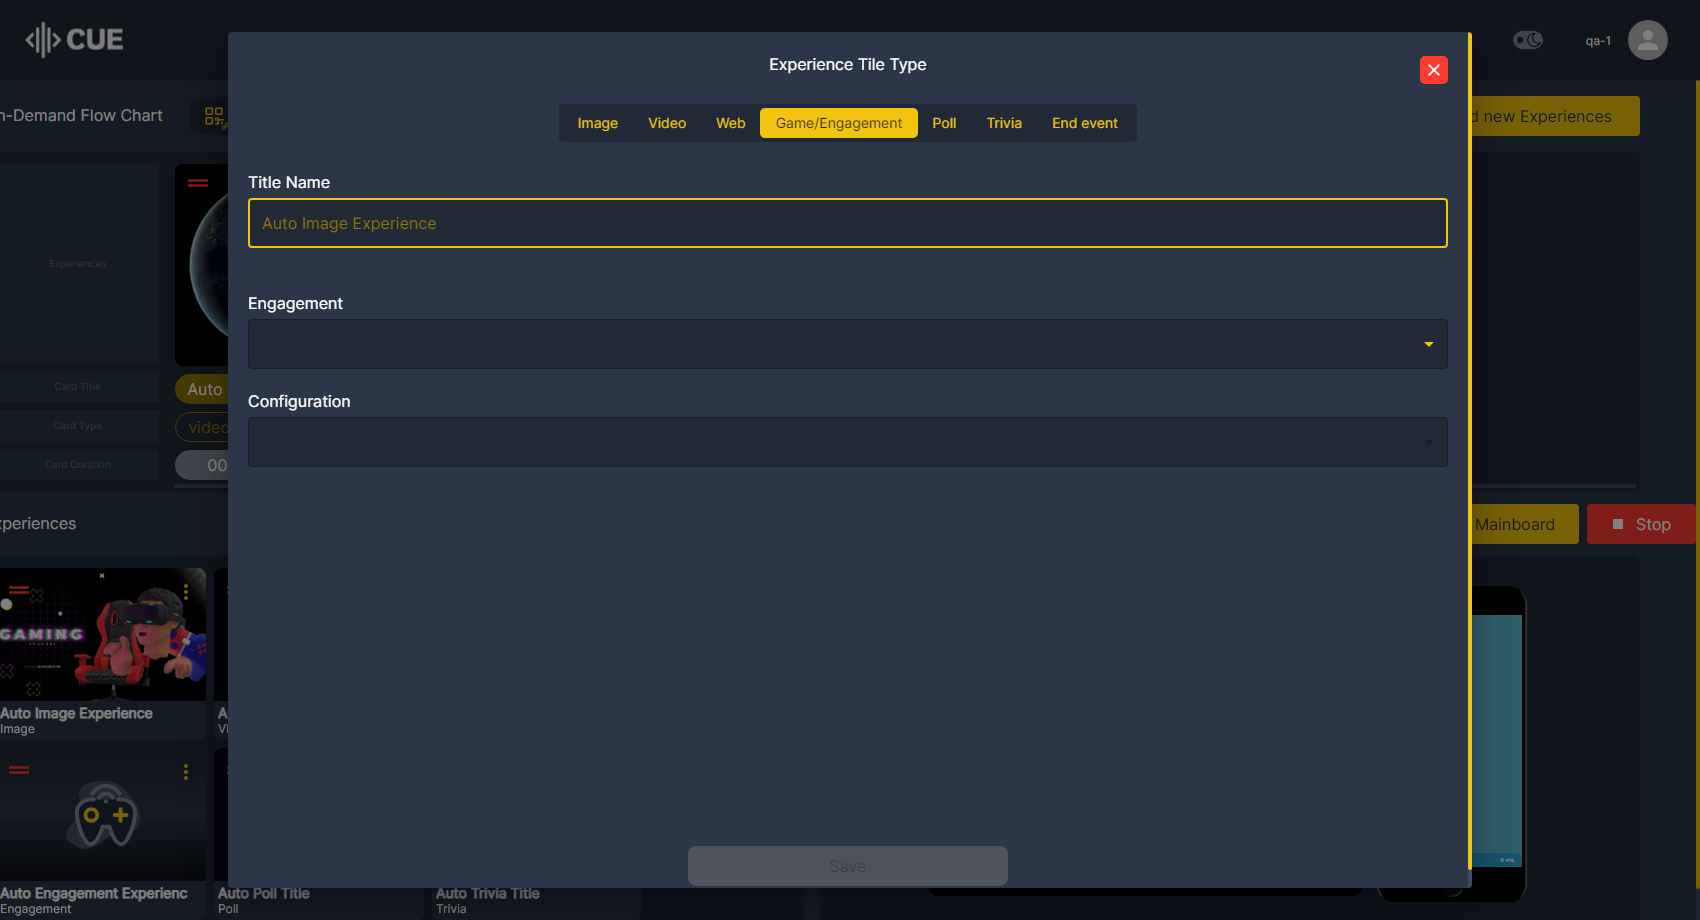 CUE
qa-1
n-Demand Flow Chart
d new Experiences
Experience Tile Type
Image Video Web Game/Engagement Poll Trivia End event
Title Name
Auto Image Experience
Engagement
Configuration
Save
Experiences
Card Title
Card Type
Card Duration
Auto
video
00
xperiences
Mainboard
Stop
GAMING
Auto Image Experience
Image
A
Vi
Auto Engagement Experienc
Engagement
Auto Poll Title
Poll
Auto Trivia Title
Trivia